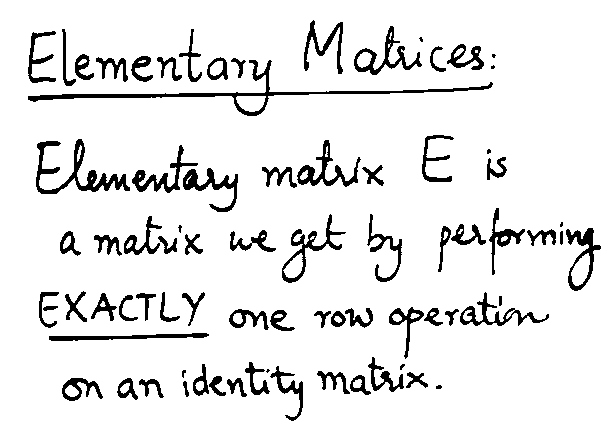 Elementary Matrices:
Elementary matrix E is
a matrix we get by performing
EXACTLY one row operation
on an identity matrix.